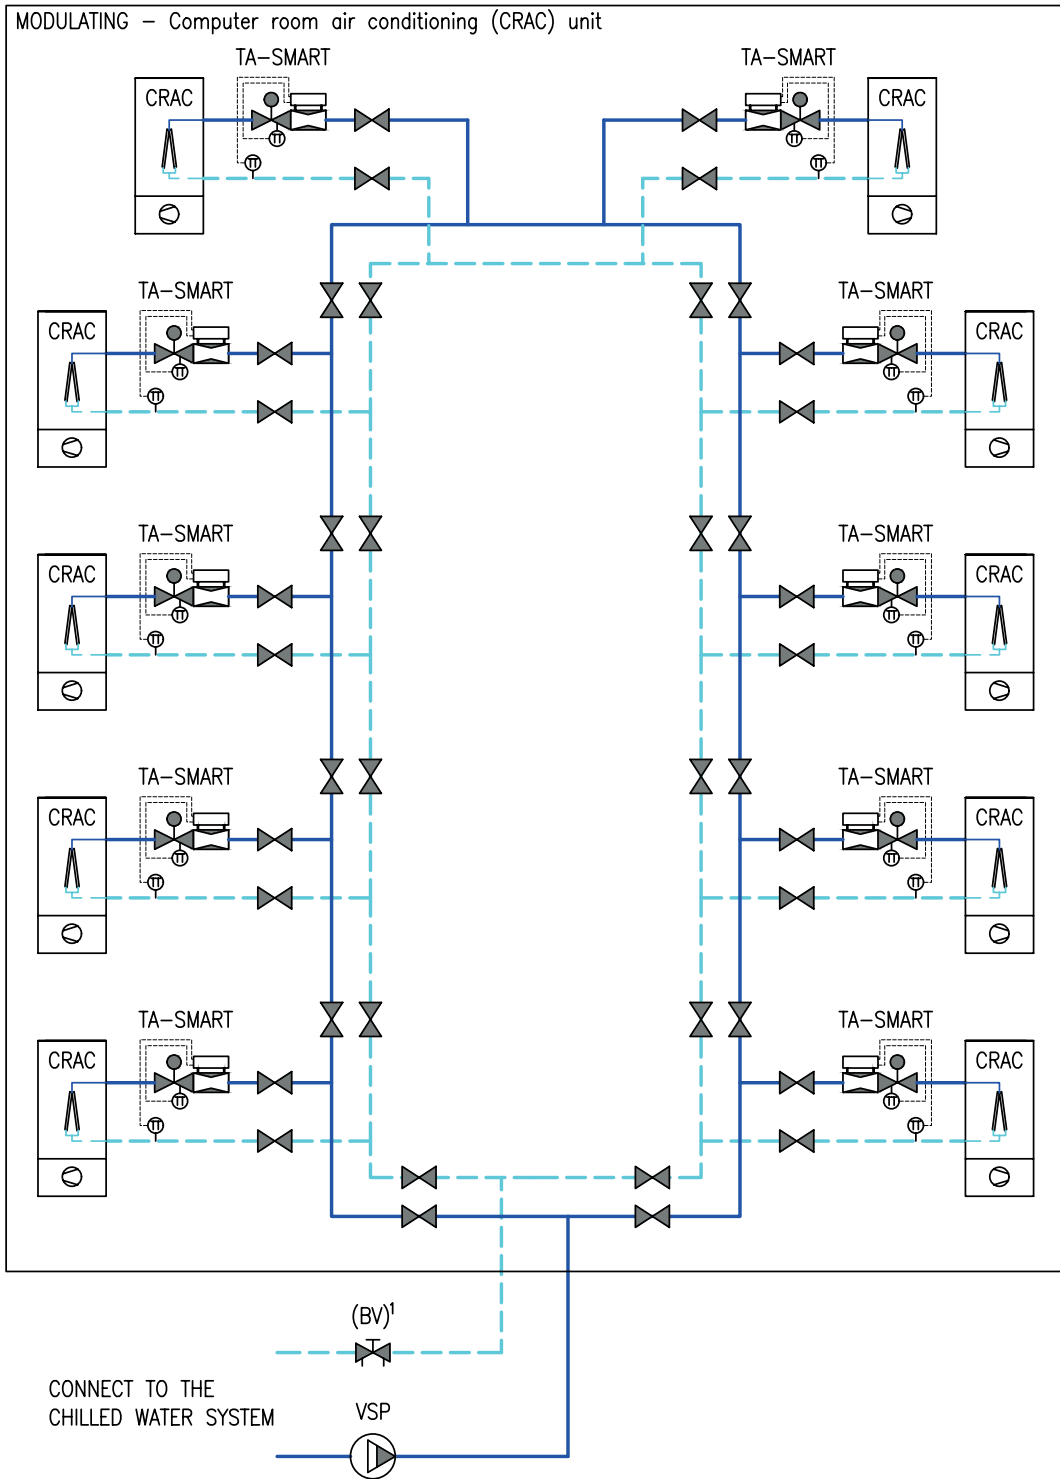 MODULATING - Computer room air conditioning (CRAC) unit
TA-SMART
TA-SMART
CRAC
CRAC
TA-SMART
TA-SMART
CRAC
CRAC
TA-SMART
TA-SMART
CRAC
CRAC
TA-SMART
TA-SMART
CRAC
CRAC
TA-SMART
TA-SMART
CRAC
CRAC
(BV)¹
CONNECT TO THE
CHILLED WATER SYSTEM
VSP